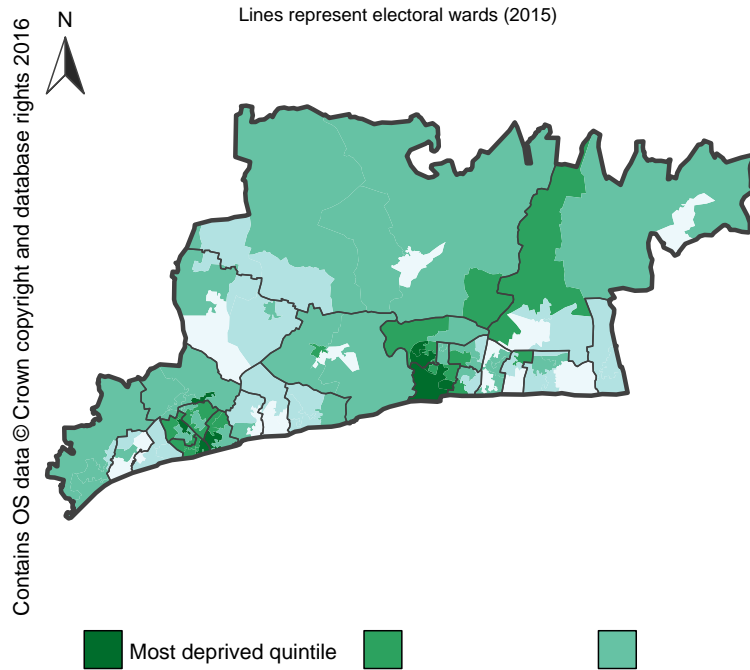 Lines represent electoral wards (2015)
N
Contains OS data © Crown copyright and database rights 2016
Most deprived quintile